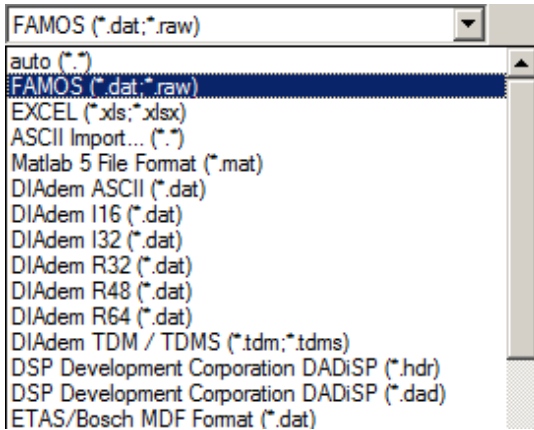 FAMOS (*.dat;*.raw)
auto (*.*)
FAMOS (*.dat;*.raw)
EXCEL (*.xls;*.xlsx)
ASCII Import... (*.*)
Matlab 5 File Format (*.mat)
DIAdem ASCII (*.dat)
DIAdem I16 (*.dat)
DIAdem I32 (*.dat)
DIAdem R32 (*.dat)
DIAdem R48 (*.dat)
DIAdem R64 (*.dat)
DIAdem TDM / TDMS (*.tdm;*.tdms)
DSP Development Corporation DADiSP (*.hdr)
DSP Development Corporation DADiSP (*.dad)
ETAS/Bosch MDF Format (*.dat)